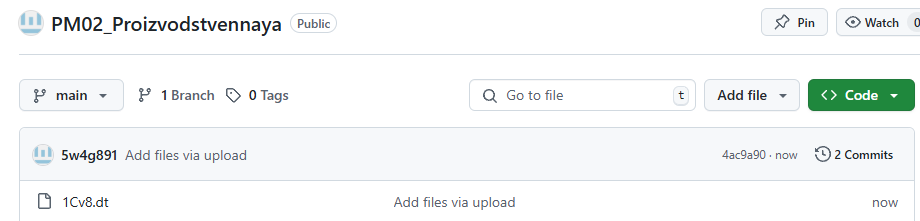 PM02_Proizvodstvennaya Public Pin Watch 0
main 1 Branch 0 Tags Go to file t Add file Code
5w4g891 Add files via upload 4ac9a90 · now 2 Commits
1Cv8.dt Add files via upload now